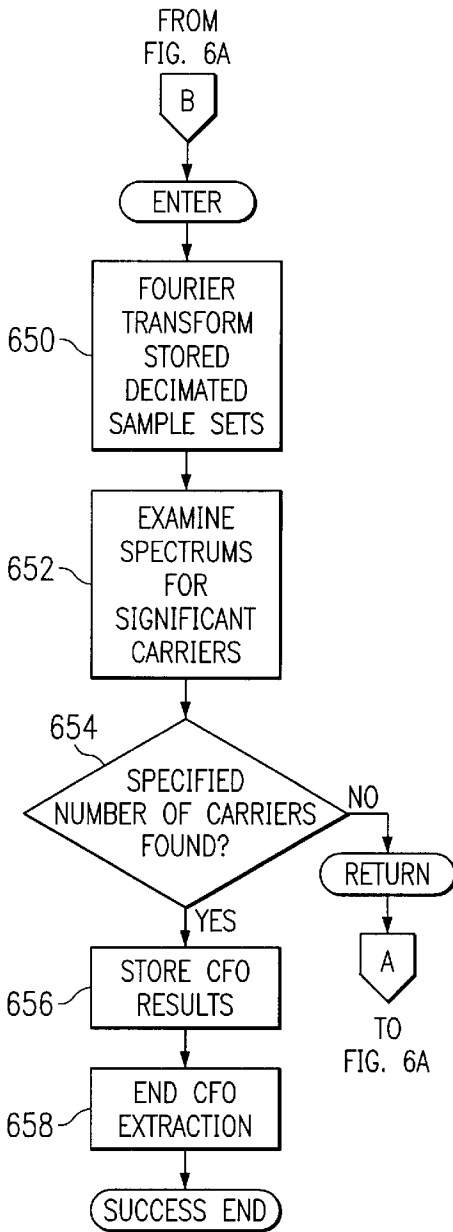 FROM
FIG. 6A
B
ENTER
650
FOURIER
TRANSFORM
STORED
DECIMATED
SAMPLE SETS
652
EXAMINE
SPECTRUMS
FOR
SIGNIFICANT
CARRIERS
654
SPECIFIED
NUMBER OF CARRIERS
FOUND?
NO
RETURN
A
TO
FIG. 6A
YES
656
STORE CFO
RESULTS
658
END CFO
EXTRACTION
SUCCESS END